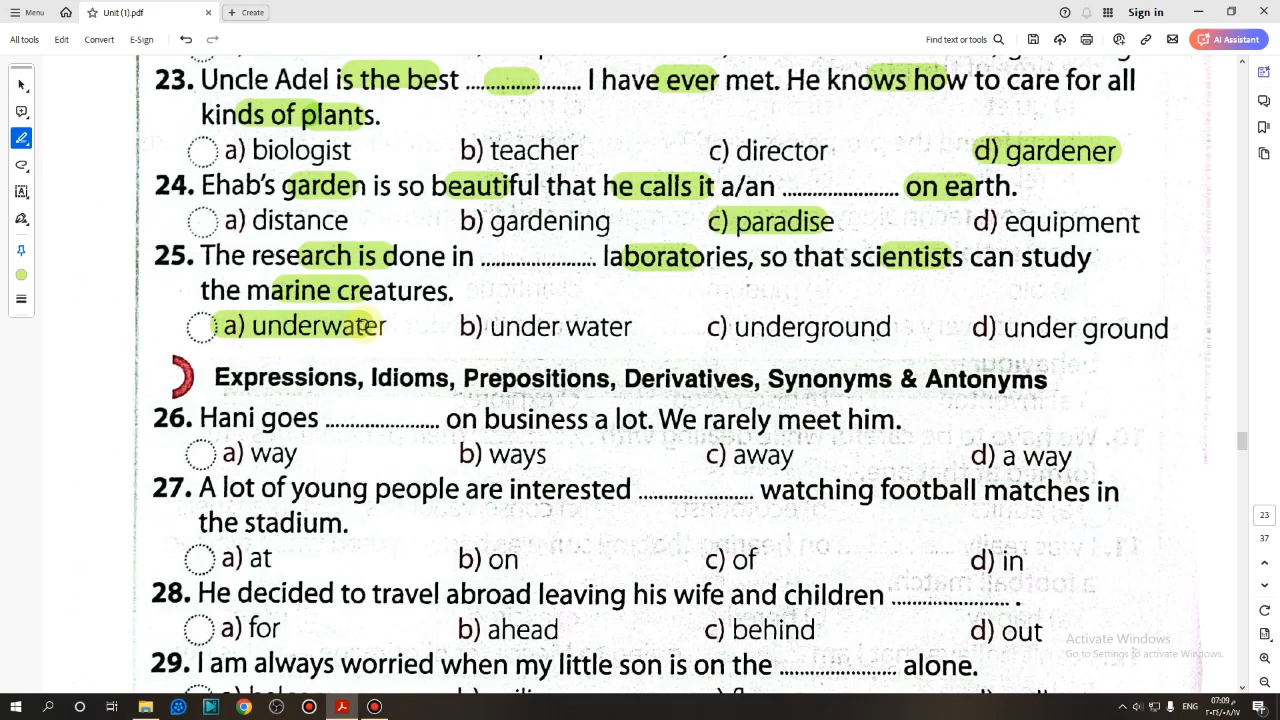 Menu
Unit (1).pdf
Create
Sign in
All tools Edit Convert E-Sign
Find text or tools
AI Assistant
23. Uncle Adel is the best ...................... I have ever met. He knows how to care for all
kinds of plants.
a) biologist b) teacher c) director d) gardener
24. Ehab's garden is so beautiful that he calls it a/an ...................... on earth.
a) distance b) gardening c) paradise d) equipment
25. The research is done in ...................... laboratories, so that scientists can study
the marine creatures.
a) underwater b) under water c) underground d) under ground
Expressions, Idioms, Prepositions, Derivatives, Synonyms & Antonyms
26. Hani goes ...................... on business a lot. We rarely meet him.
a) way b) ways c) away d) a way
27. A lot of young people are interested ...................... watching football matches in
the stadium.
a) at b) on c) of d) in
28. He decided to travel abroad leaving his wife and children ...................... .
a) for b) ahead c) behind d) out
29. I am always worried when my little son is on the ...................... alone.
23
37
Activate Windows
Go to Settings to activate Windows.
ENG
07:09